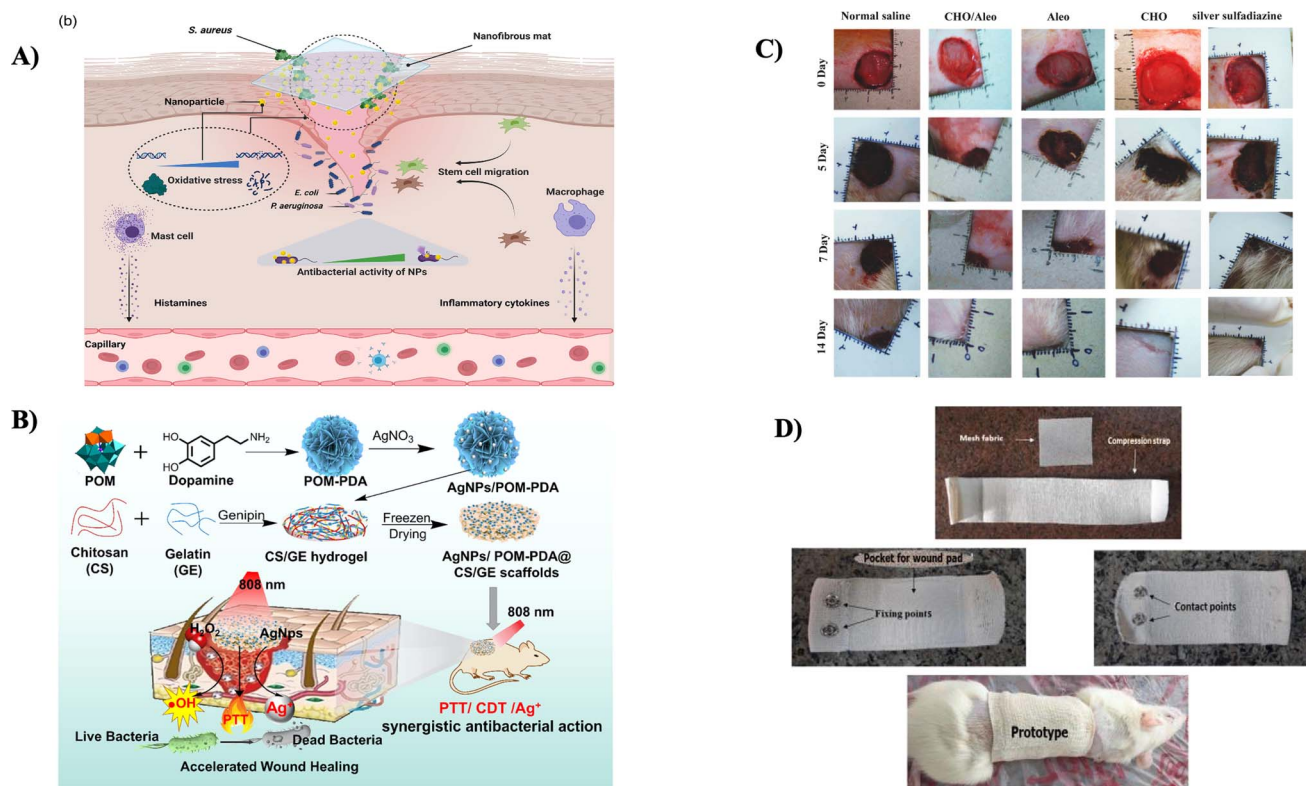 A)
(b)
S. aureus
Nanofibrous mat
Nanoparticle
Oxidative stress
E. coli
P. aeruginosa
Stem cell migration
Macrophage
Mast cell
Antibacterial activity of NPs
Histamines
Inflammatory cytokines
Capillary
B)
POM
+
HO
HO
NH2
Dopamine
POM-PDA
AgNO3
AgNPs/POM-PDA
Chitosan
(CS)
+
Gelatin
(GE)
Genipin
CS/GE hydrogel
Freezen
Drying
AgNPs/ POM-PDA@
CS/GE scaffolds
808 nm
808 nm
H2O2
AgNps
•OH
PTT
Ag+
PTT/ CDT /Ag+
synergistic antibacterial action
Live Bacteria
Dead Bacteria
Accelerated Wound Healing
C)
Normal saline
CHO/Aleo
Aleo
CHO
silver sulfadiazine
0 Day
5 Day
7 Day
14 Day
D)
Mesh fabric
Compression strap
Pocket for wound pad
Fixing points
Contact points
Prototype